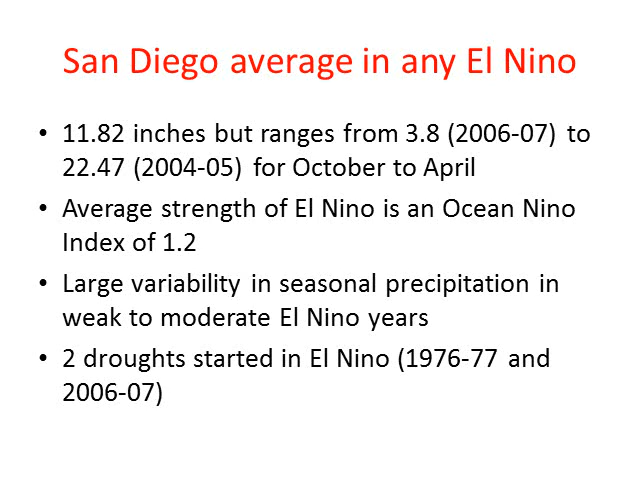 San Diego average in any El Nino
• 11.82 inches but ranges from 3.8 (2006-07) to
22.47 (2004-05) for October to April
• Average strength of El Nino is an Ocean Nino
Index of 1.2
• Large variability in seasonal precipitation in
weak to moderate El Nino years
• 2 droughts started in El Nino (1976-77 and
2006-07)